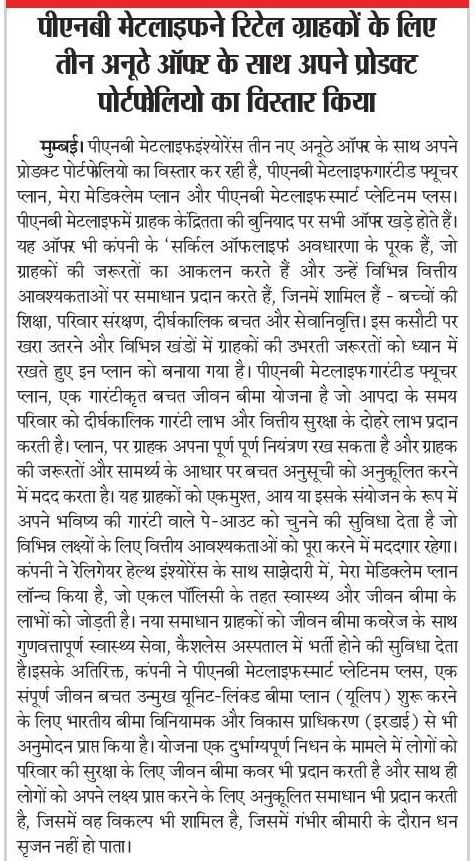 पीएनबी मेटलाइफने रिटेल ग्राहकों के लिए
तीन अनूठे ऑफर के साथ अपने प्रोडक्ट
पोर्टफोलियो का विस्तार किया
मुम्बई। पीएनबी मेटलाइफइंश्योरेंस तीन नए अनूठे ऑफर के साथ अपने
प्रोडक्ट पोर्टफोलियो का विस्तार कर रही है, पीएनबी मेटलाइफगारंटीड फ्यूचर
प्लान, मेरा मेडिक्लेम प्लान और पीएनबी मेटलाइफस्मार्ट प्लेटिनम प्लस।
पीएनबी मेटलाइफमें ग्राहक केंद्रितता की बुनियाद पर सभी ऑफर खड़े होते हैं।
यह ऑफर भी कंपनी के 'सर्किल ऑफलाइफ' अवधारणा के पूरक हैं, जो
ग्राहकों की जरूरतों का आकलन करते हैं और उन्हें विभिन्न वित्तीय
आवश्यकताओं पर समाधान प्रदान करते हैं, जिनमें शामिल हैं - बच्चों की
शिक्षा, परिवार संरक्षण, दीर्घकालिक बचत और सेवानिवृत्ति। इस कसौटी पर
खरा उतरने और विभिन्न खंडों में ग्राहकों की उभरती जरूरतों को ध्यान में
रखते हुए इन प्लान को बनाया गया है। पीएनबी मेटलाइफगारंटीड फ्यूचर
प्लान, एक गारंटीकृत बचत जीवन बीमा योजना है जो आपदा के समय
परिवार को दीर्घकालिक गारंटी लाभ और वित्तीय सुरक्षा के दोहरे लाभ प्रदान
करती है। प्लान, पर ग्राहक अपना पूर्ण पूर्ण नियंत्रण रख सकता है और ग्राहक
की जरूरतों और सामर्थ्य के आधार पर बचत अनुसूची को अनुकूलित करने
में मदद करता है। यह ग्राहकों को एकमुश्त, आय या इसके संयोजन के रूप में
अपने भविष्य की गारंटी वाले पे-आउट को चुनने की सुविधा देता है जो
विभिन्न लक्ष्यों के लिए वित्तीय आवश्यकताओं को पूरा करने में मददगार रहेगा।
कंपनी ने रेलिगेयर हेल्थ इंश्योरेंस के साथ साझेदारी में, मेरा मेडिक्लेम प्लान
लॉन्च किया है, जो एकल पॉलिसी के तहत स्वास्थ्य और जीवन बीमा के
लाभों को जोड़ती है। नया समाधान ग्राहकों को जीवन बीमा कवरेज के साथ
गुणवत्तापूर्ण स्वास्थ्य सेवा, कैशलेस अस्पताल में भर्ती होने की सुविधा देता
है।इसके अतिरिक्त, कंपनी ने पीएनबी मेटलाइफस्मार्ट प्लेटिनम प्लस, एक
संपूर्ण जीवन बचत उन्मुख यूनिट-लिंक्ड बीमा प्लान (यूलिप) शुरू करने
के लिए भारतीय बीमा विनियामक और विकास प्राधिकरण (इरडाई) से भी
अनुमोदन प्राप्त किया है। योजना एक दुर्भाग्यपूर्ण निधन के मामले में लोगों को
परिवार की सुरक्षा के लिए जीवन बीमा कवर भी प्रदान करती है और साथ ही
लोगों को अपने लक्ष्य प्राप्त करने के लिए अनुकूलित समाधान भी प्रदान करती
है, जिसमें वह विकल्प भी शामिल है, जिसमें गंभीर बीमारी के दौरान धन
सृजन नहीं हो पाता।